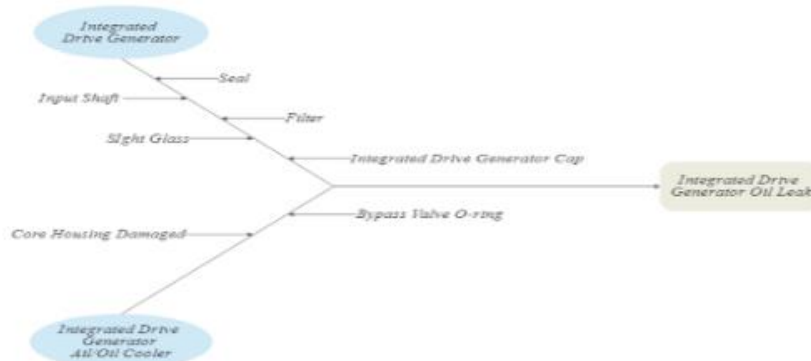 Integrated
Drive Generator
Seal
Input Shaft
Filter
SIght Glass
Integrated Drive Generator Cap
Integrated Drive
Generator Oil Leak
Bypass Valve O-ring
Core Housing Damaged
Integrated Drive
Generator
Ail/Oil Cooler